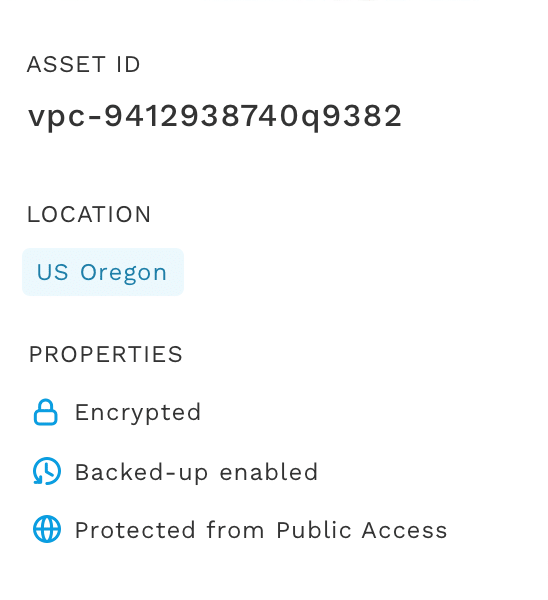 ASSET ID
vpc-9412938740q9382
LOCATION
US Oregon
PROPERTIES
Encrypted
Backed-up enabled
Protected from Public Access